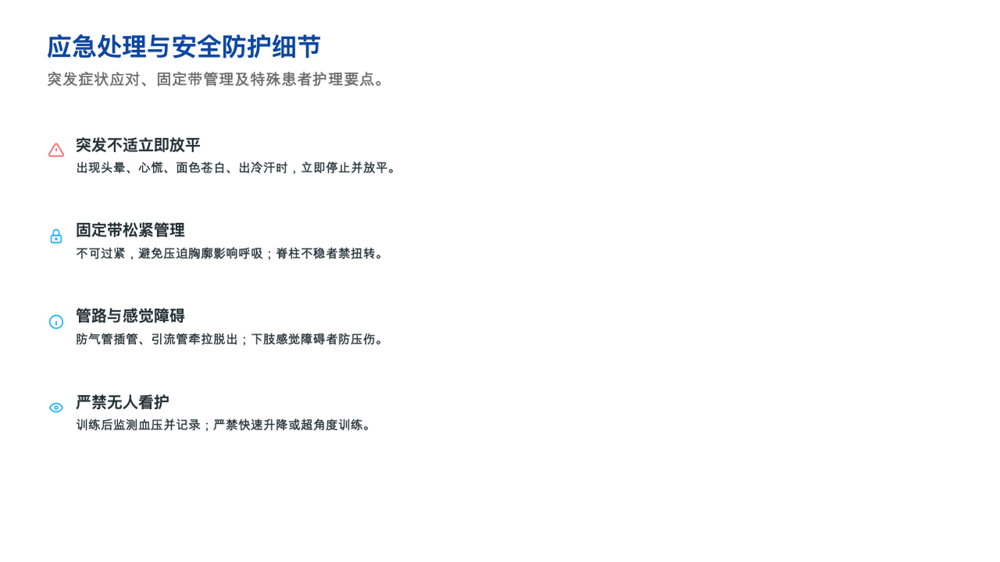 应急处理与安全防护细节
突发症状应对、固定带管理及特殊患者护理要点。
突发不适立即放平
出现头晕、心慌、面色苍白、出冷汗时，立即停止并放平。
固定带松紧管理
不可过紧，避免压迫胸廓影响呼吸；脊柱不稳者禁扭转。
管路与感觉障碍
防气管插管、引流管牵拉脱出；下肢感觉障碍者防压伤。
严禁无人看护
训练后监测血压并记录；严禁快速升降或超角度训练。